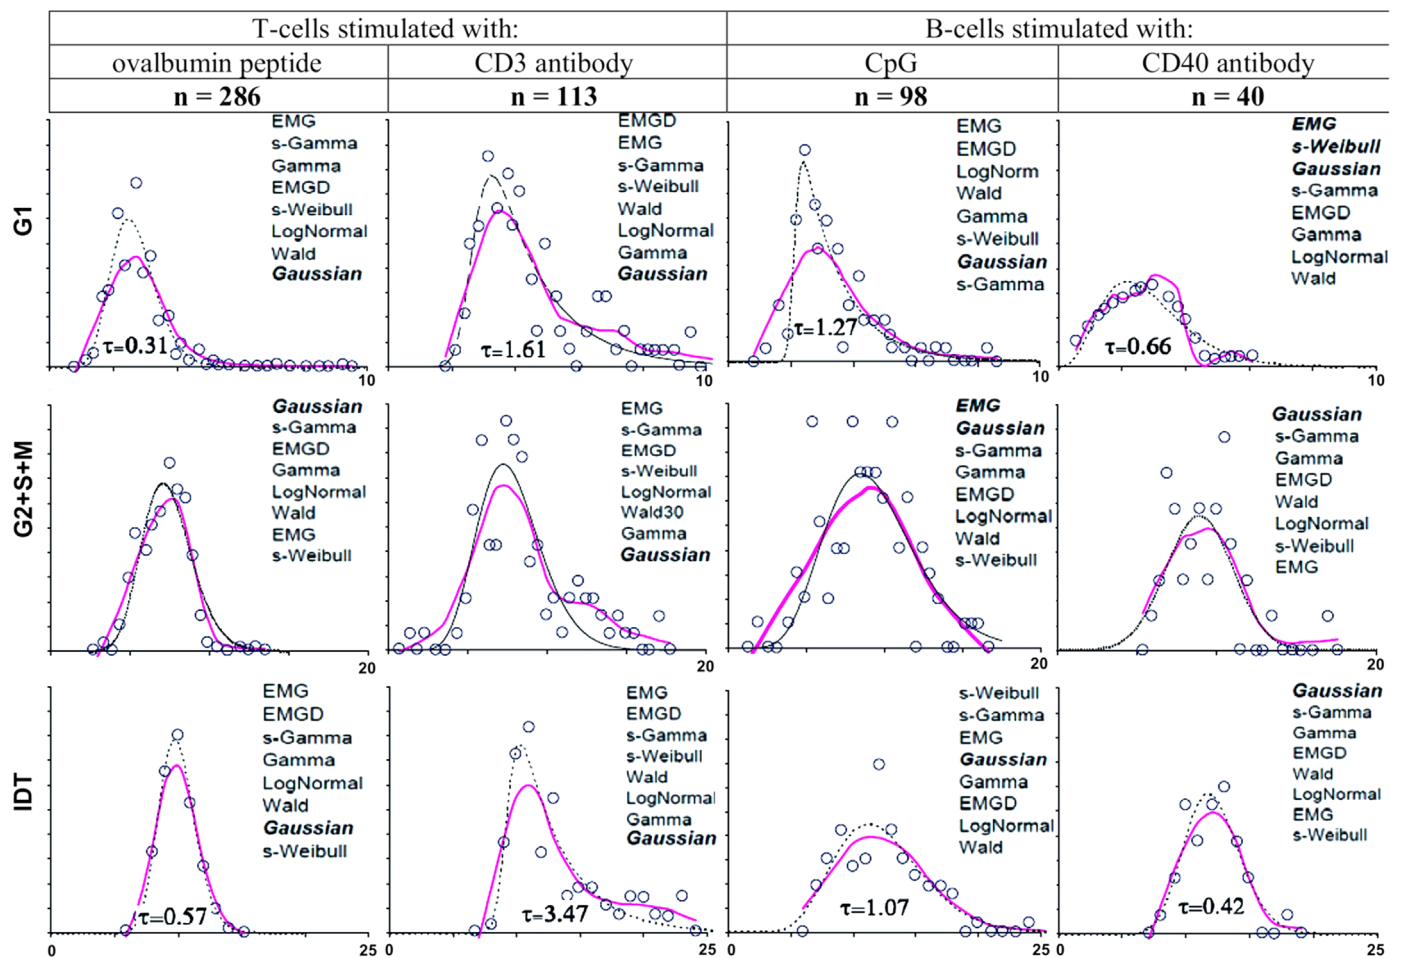 T-cells stimulated with:
B-cells stimulated with:
ovalbumin peptide
CD3 antibody
CpG
CD40 antibody
n = 286
n = 113
n = 98
n = 40
G1
EMG
s-Gamma
Gamma
EMGD
s-Weibull
LogNormal
Wald
Gaussian
τ=0.31
10
EMGD
EMG
s-Gamma
s-Weibull
Wald
LogNormal
Gamma
Gaussian
τ=1.61
10
EMG
EMGD
LogNorm
Wald
Gamma
s-Weibull
Gaussian
s-Gamma
τ=1.27
10
EMG
s-Weibull
Gaussian
s-Gamma
EMGD
Gamma
LogNormal
Wald
τ=0.66
10
G2+S+M
Gaussian
s-Gamma
EMGD
Gamma
LogNormal
Wald
EMG
s-Weibull
20
EMG
s-Gamma
EMGD
s-Weibull
LogNormal
Wald30
Gamma
Gaussian
20
EMG
Gaussian
s-Gamma
Gamma
EMGD
LogNormal
Wald
s-Weibull
20
Gaussian
s-Gamma
Gamma
EMGD
Wald
LogNormal
s-Weibull
EMG
20
IDT
EMG
EMGD
s-Gamma
Gamma
LogNormal
Wald
Gaussian
s-Weibull
τ=0.57
0
25
EMG
EMGD
s-Gamma
s-Weibull
Wald
LogNormal
Gamma
Gaussian
τ=3.47
0
25
s-Weibull
s-Gamma
EMG
Gaussian
Gamma
EMGD
LogNormal
Wald
τ=1.07
0
25
Gaussian
s-Gamma
Gamma
EMGD
Wald
LogNormal
EMG
s-Weibull
τ=0.42
0
25